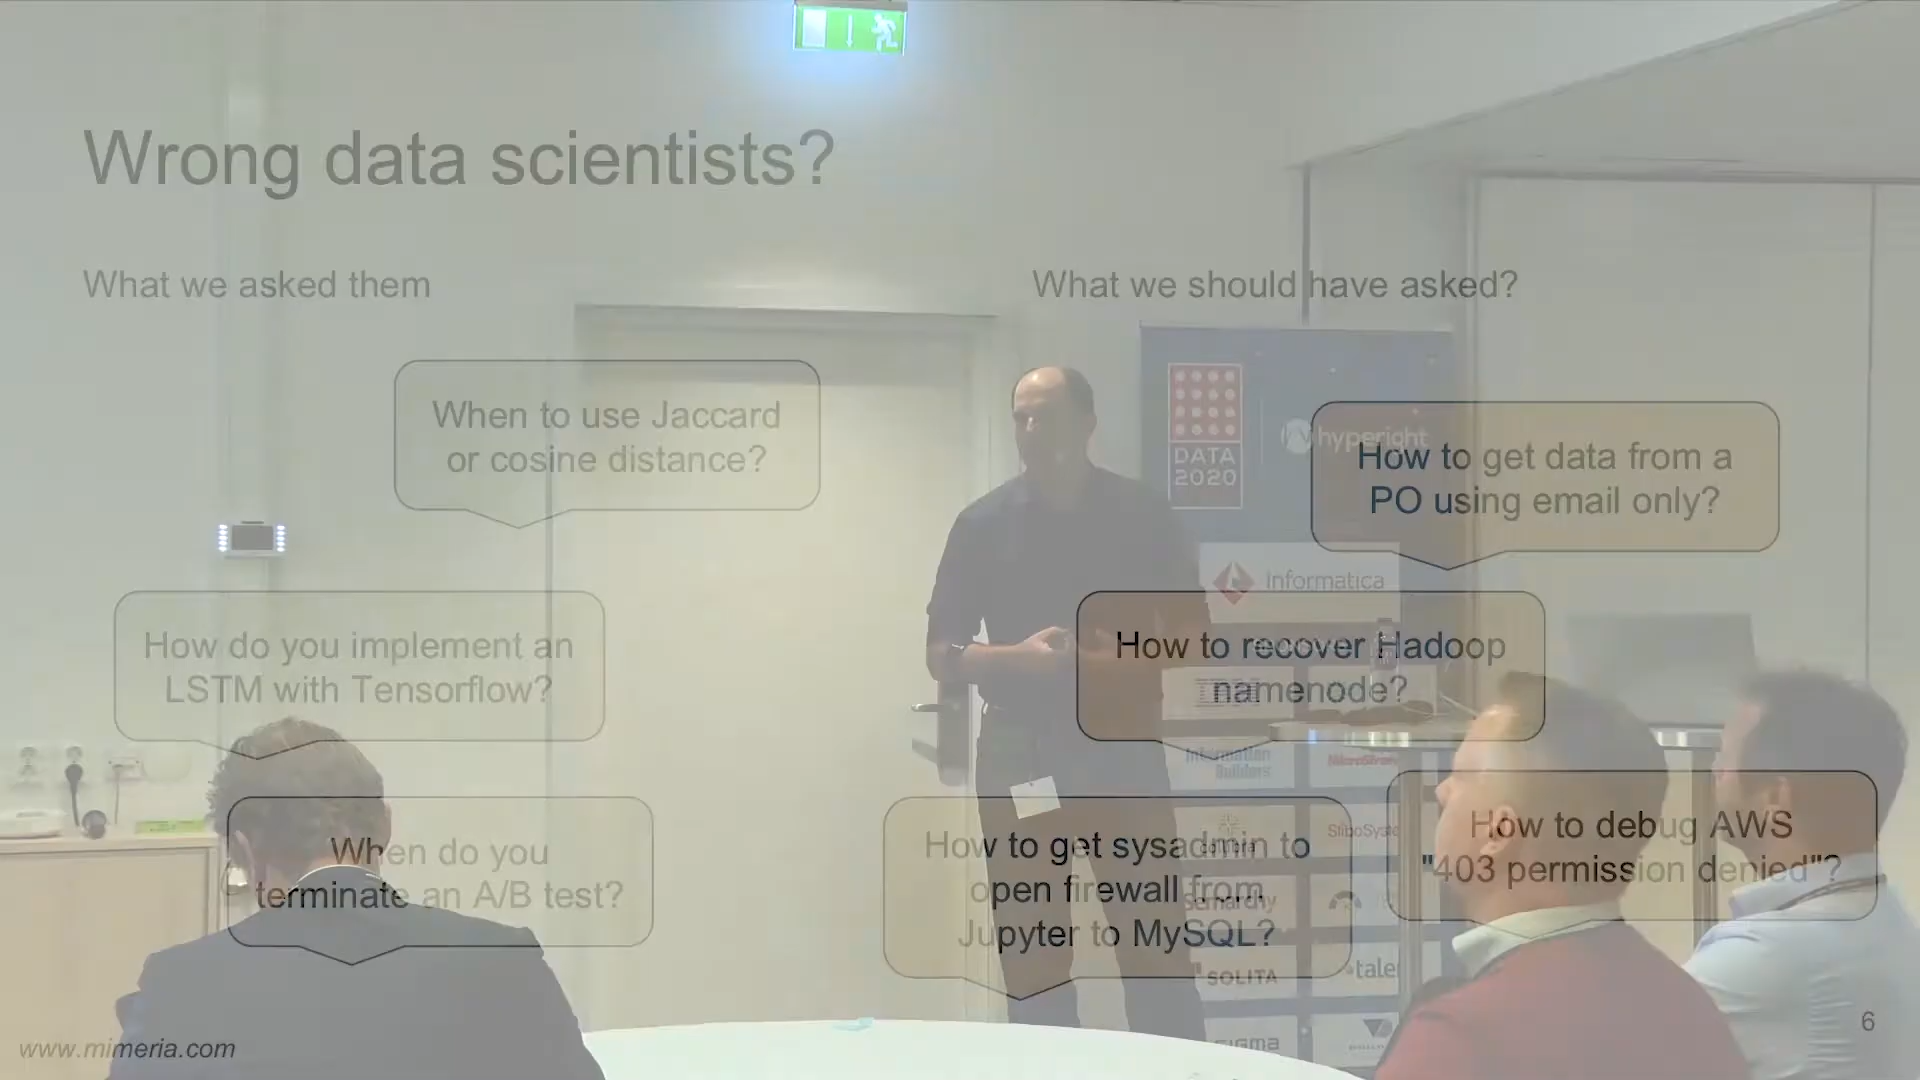 Wrong data scientists?
What we asked them
What we should have asked?
When to use Jaccard
or cosine distance?
How to get data from a
PO using email only?
How do you implement an
LSTM with Tensorflow?
How to recover Hadoop
namenode?
When do you
terminate an A/B test?
How to get sysadmin to
open firewall from
Jupyter to MySQL?
How to debug AWS
"403 permission denied"?
DATA
2020
hyperight
Informatica
Information
Builders
Semarchy
SOLITA
www.mimeria.com
6